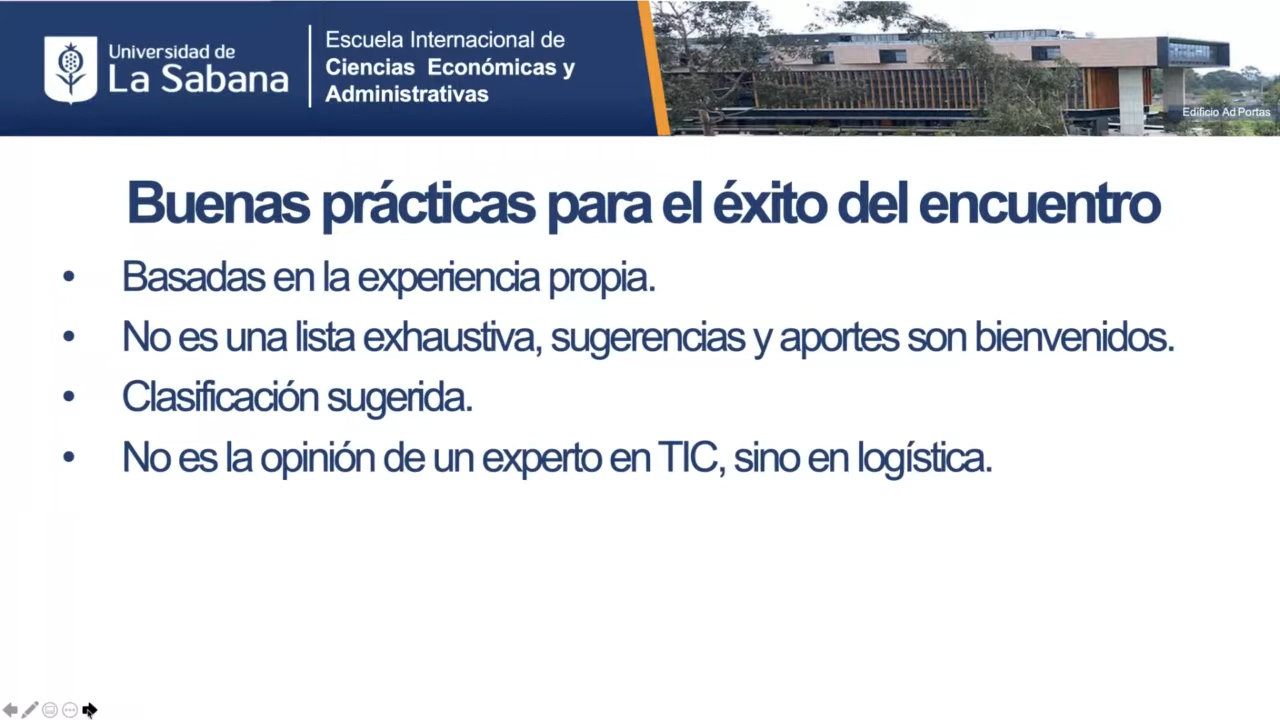 Universidad de
La Sabana
Escuela Internacional de
Ciencias Económicas y
Administrativas
Edificio Ad Portas
Buenas prácticas para el éxito del encuentro
• Basadas en la experiencia propia.
• No es una lista exhaustiva, sugerencias y aportes son bienvenidos.
• Clasificación sugerida.
• No es la opinión de un experto en TIC, sino en logística.